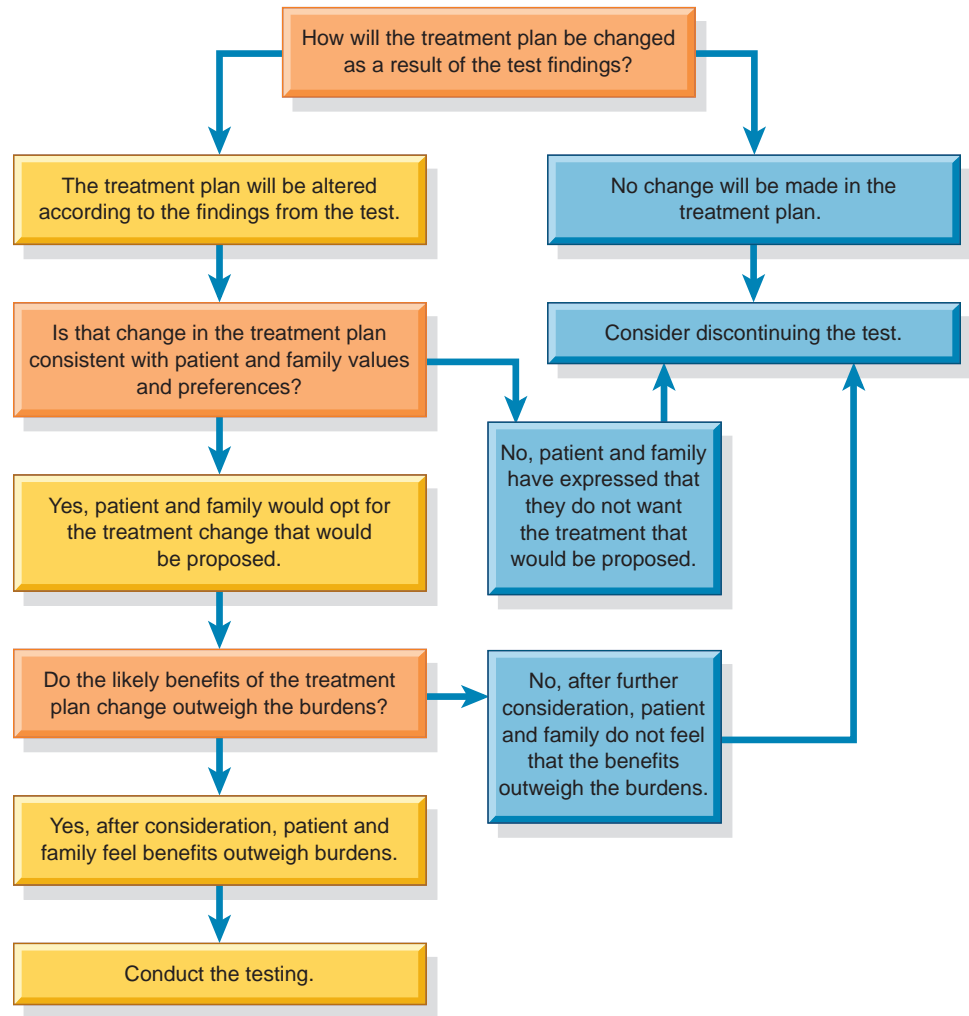 How will the treatment plan be changed
as a result of the test findings?
The treatment plan will be altered
according to the findings from the test.
No change will be made in the
treatment plan.
Is that change in the treatment plan
consistent with patient and family values
and preferences?
Consider discontinuing the test.
No, patient and family
have expressed that
they do not want
the treatment that
would be proposed.
Yes, patient and family would opt for
the treatment change that would
be proposed.
Do the likely benefits of the treatment
plan change outweigh the burdens?
No, after further
consideration, patient
and family do not feel
that the benefits
outweigh the burdens.
Yes, after consideration, patient and
family feel benefits outweigh burdens.
Conduct the testing.